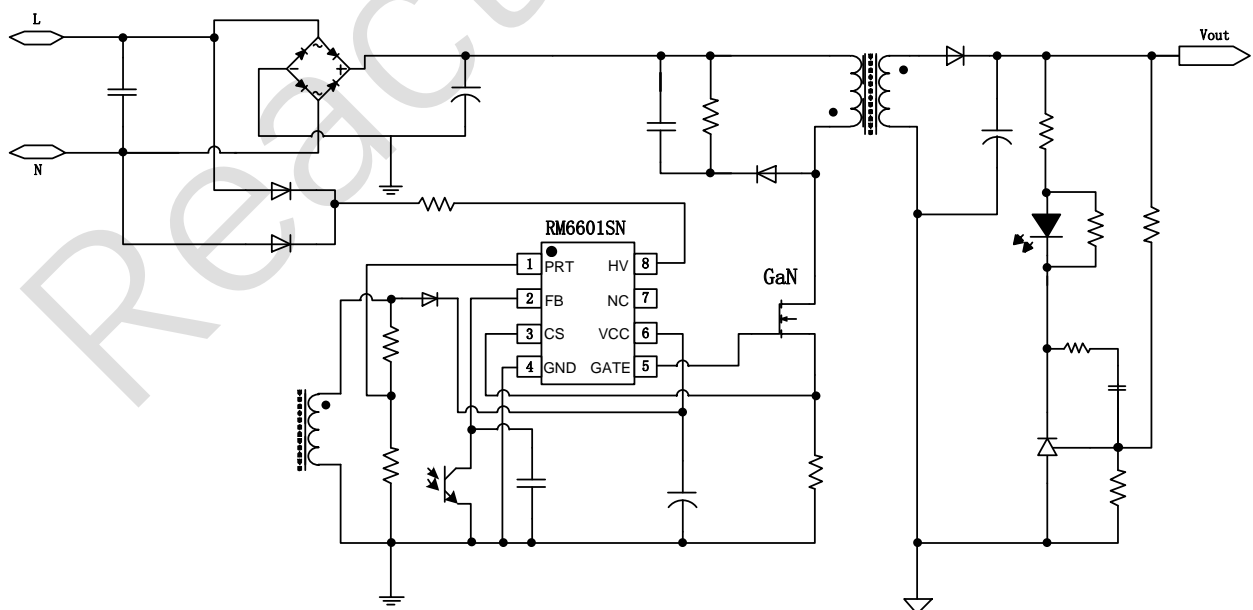 L
Vout
N
RM6601SN
1 PRT HV 8
GaN
2 FB NC 7
3 CS VCC 6
4 GND GATE 5
React